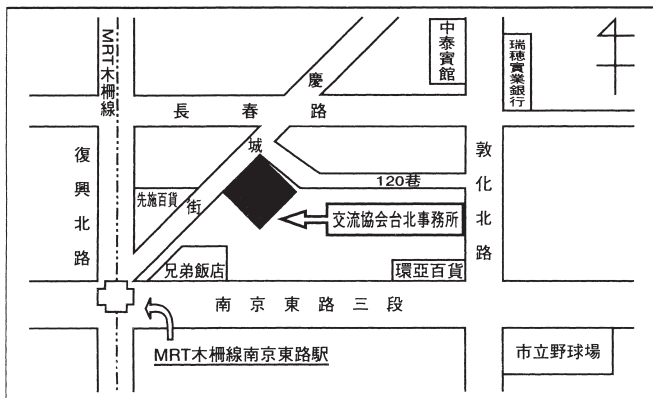 MRT木柵線
復興北路
長春路
慶城街
中泰賓館
瑞穂實業銀行
敦化北路
120巷
先施百貨
交流協会台北事務所
兄弟飯店
環亞百貨
南京東路三段
MRT木柵線南京東路駅
市立野球場